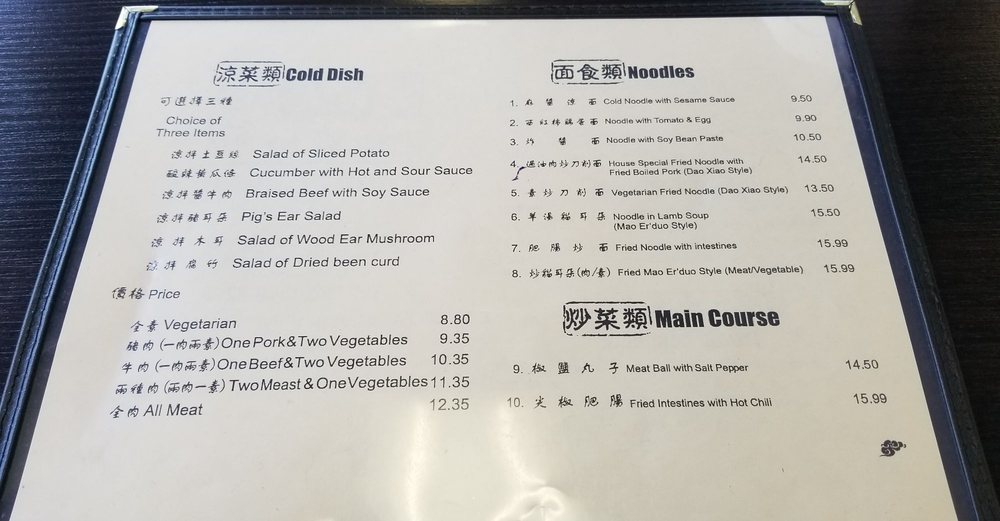 涼菜類 Cold Dish
可選擇三種
Choice of
Three Items
涼拌土豆絲 Salad of Sliced Potato
酸辣黃瓜條 Cucumber with Hot and Sour Sauce
涼拌醬牛肉 Braised Beef with Soy Sauce
涼拌豬耳朵 Pig's Ear Salad
涼拌木耳 Salad of Wood Ear Mushroom
涼拌腐竹 Salad of Dried been curd
價格 Price
全素 Vegetarian 8.80
豬肉 (一肉兩素) One Pork & Two Vegetables 9.35
牛肉 (一肉兩素) One Beef & Two Vegetables 10.35
兩種肉 (兩肉一素) Two Meast & One Vegetables 11.35
全肉 All Meat 12.35
面食類 Noodles
1. 麻醬涼面 Cold Noodle with Sesame Sauce 9.50
2. 西紅柿雞蛋面 Noodle with Tomato & Egg 9.90
3. 炸醬面 Noodle with Soy Bean Paste 10.50
4. 過油肉炒刀削面 House Special Fried Noodle with 14.50
Fried Boiled Pork (Dao Xiao Style)
5. 素炒刀削面 Vegetarian Fried Noodle (Dao Xiao Style) 13.50
6. 羊湯貓耳朵 Noodle in Lamb Soup 15.50
(Mao Er'duo Style)
7. 肥腸炒面 Fried Noodle with intestines 15.99
8. 炒貓耳朵(肉/素) Fried Mao Er'duo Style (Meat/Vegetable) 15.99
炒菜類 Main Course
9. 椒鹽丸子 Meat Ball with Salt Pepper 14.50
10. 尖椒肥腸 Fried Intestines with Hot Chili 15.99